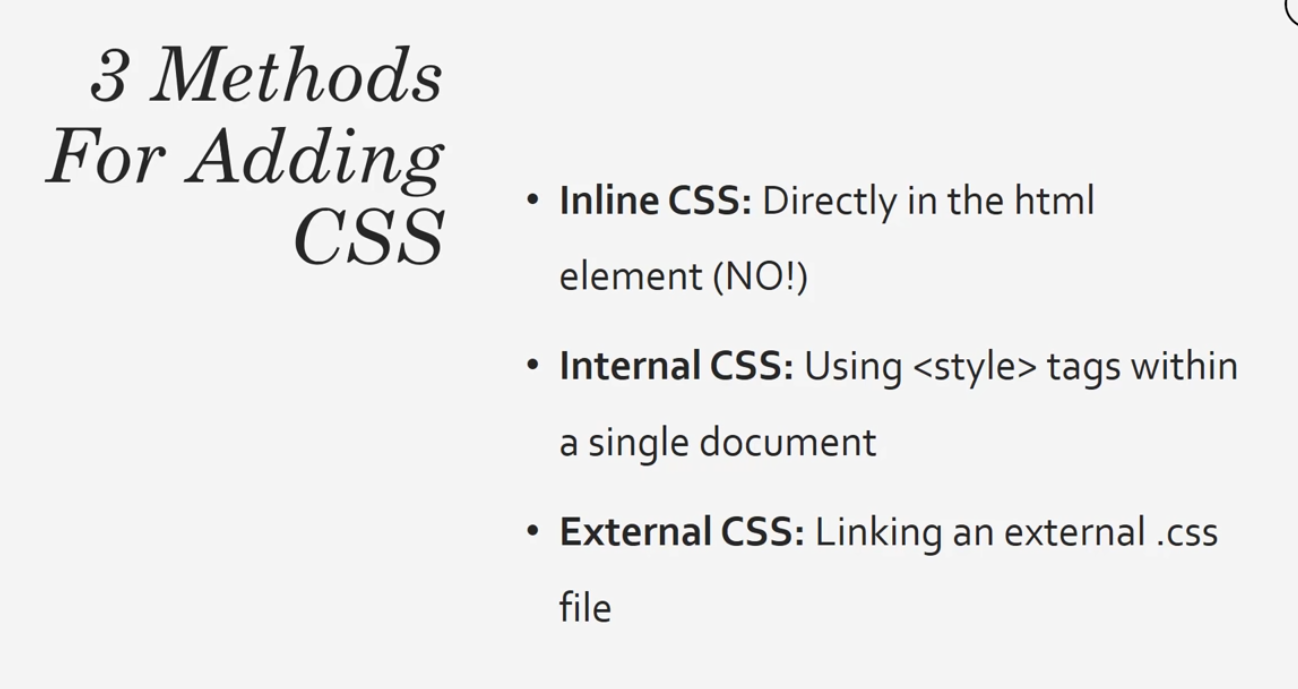 3 Methods
For Adding
CSS
• Inline CSS: Directly in the html
element (NO!)
• Internal CSS: Using <style> tags within
a single document
• External CSS: Linking an external .css
file